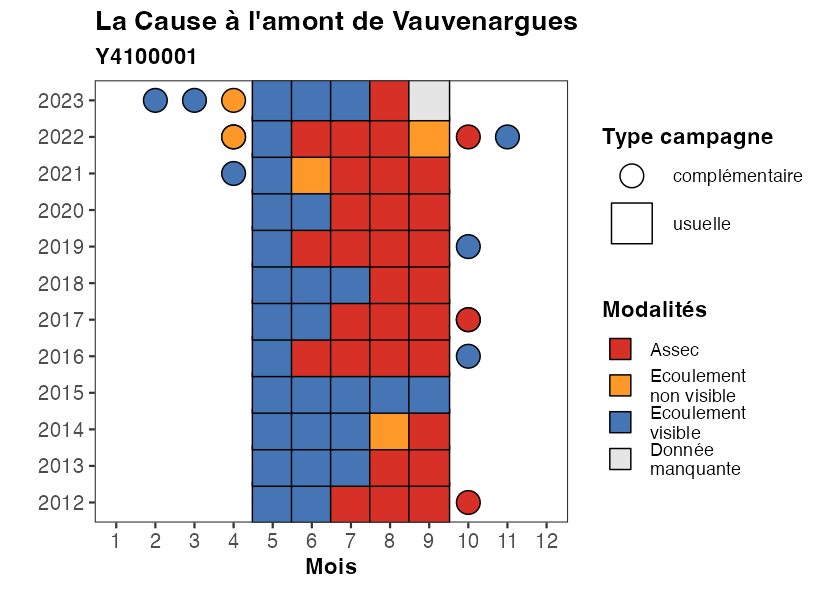 La Cause à l'amont de Vauvenargues
Y4100001
2023
2022
2021
2020
2019
2018
2017
2016
2015
2014
2013
2012
1 2 3 4 5 6 7 8 9 10 11 12
Mois
Type campagne
complémentaire
usuelle
Modalités
Assec
Ecoulement
non visible
Ecoulement
visible
Donnée
manquante